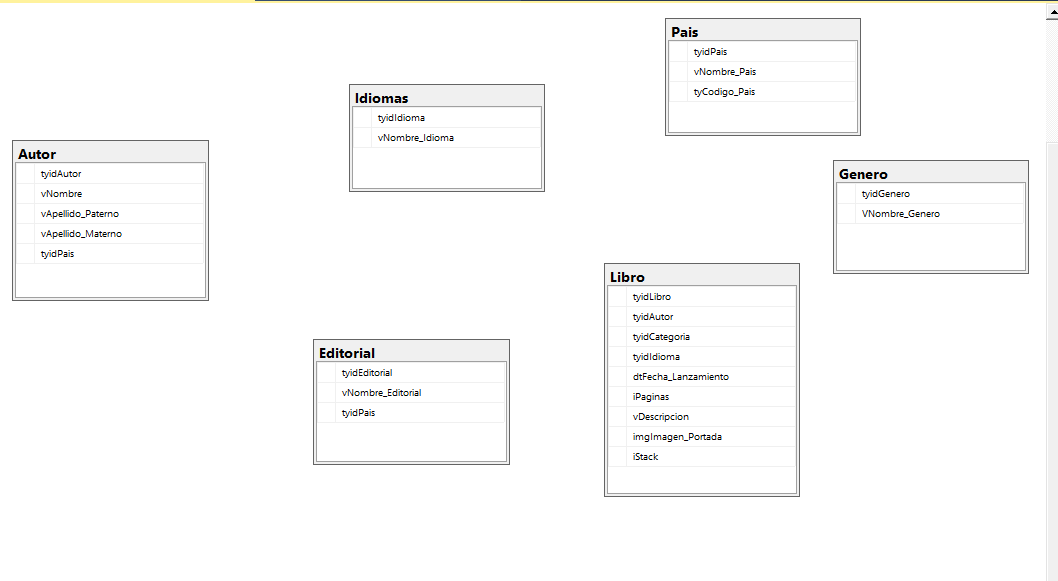 Pais
tyidPais
vNombre_Pais
tyCodigo_Pais
Idiomas
tyidIdioma
vNombre_Idioma
Autor
tyidAutor
vNombre
vApellido_Paterno
vApellido_Materno
tyidPais
Genero
tyidGenero
VNombre_Genero
Libro
tyidLibro
tyidAutor
tyidCategoria
tyidIdioma
dtFecha_Lanzamiento
iPaginas
vDescripcion
imgImagen_Portada
iStack
Editorial
tyidEditorial
vNombre_Editorial
tyidPais